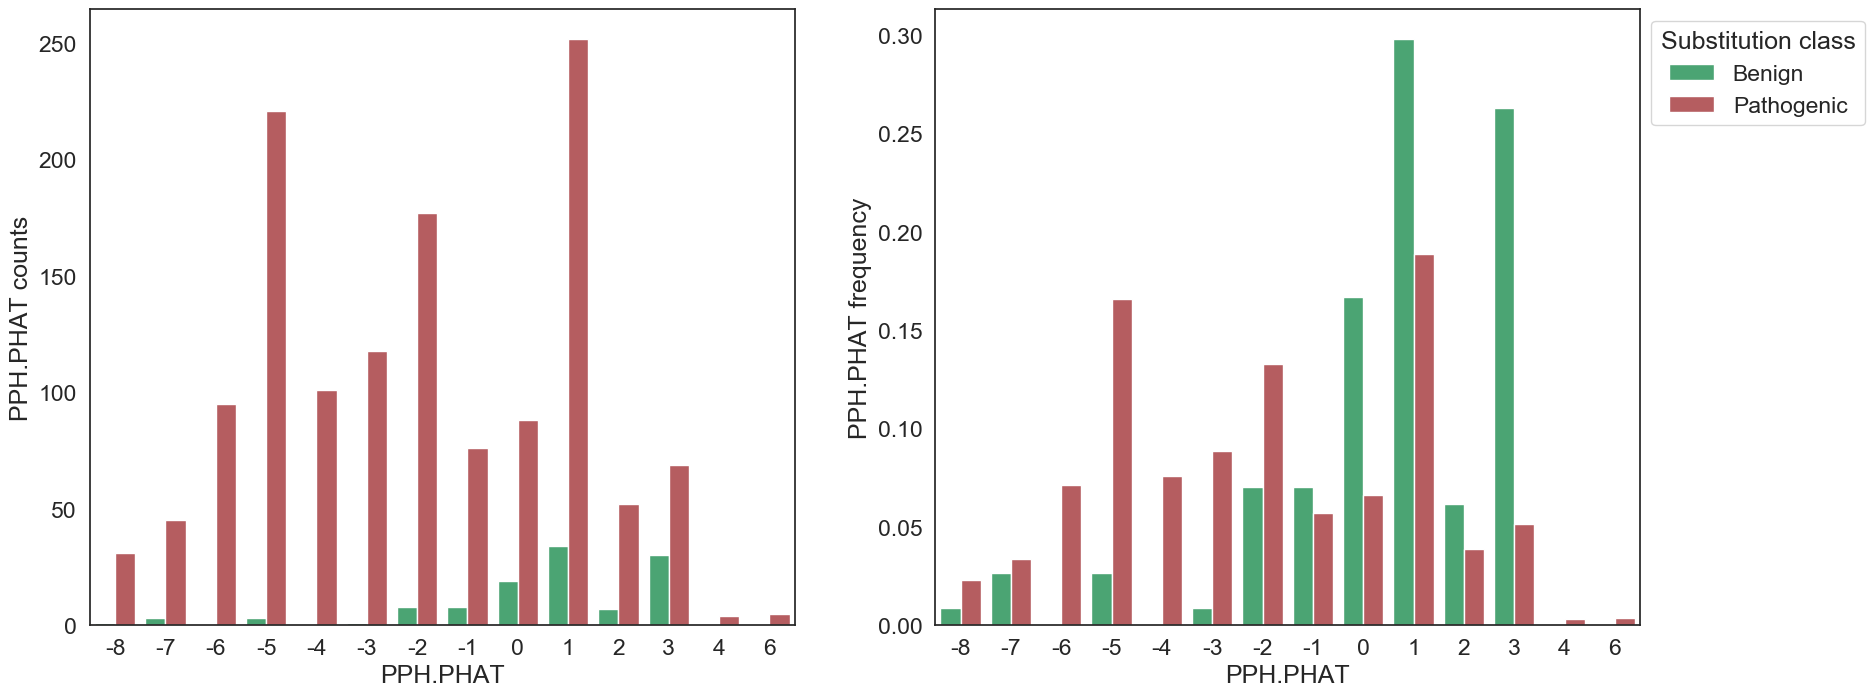 250
200
150
100
50
0
PPH.PHAT counts
-8 -7 -6 -5 -4 -3 -2 -1 0 1 2 3 4 6
PPH.PHAT
0.30
0.25
0.20
0.15
0.10
0.05
0.00
PPH.PHAT frequency
-8 -7 -6 -5 -4 -3 -2 -1 0 1 2 3 4 6
PPH.PHAT
Substitution class
Benign
Pathogenic